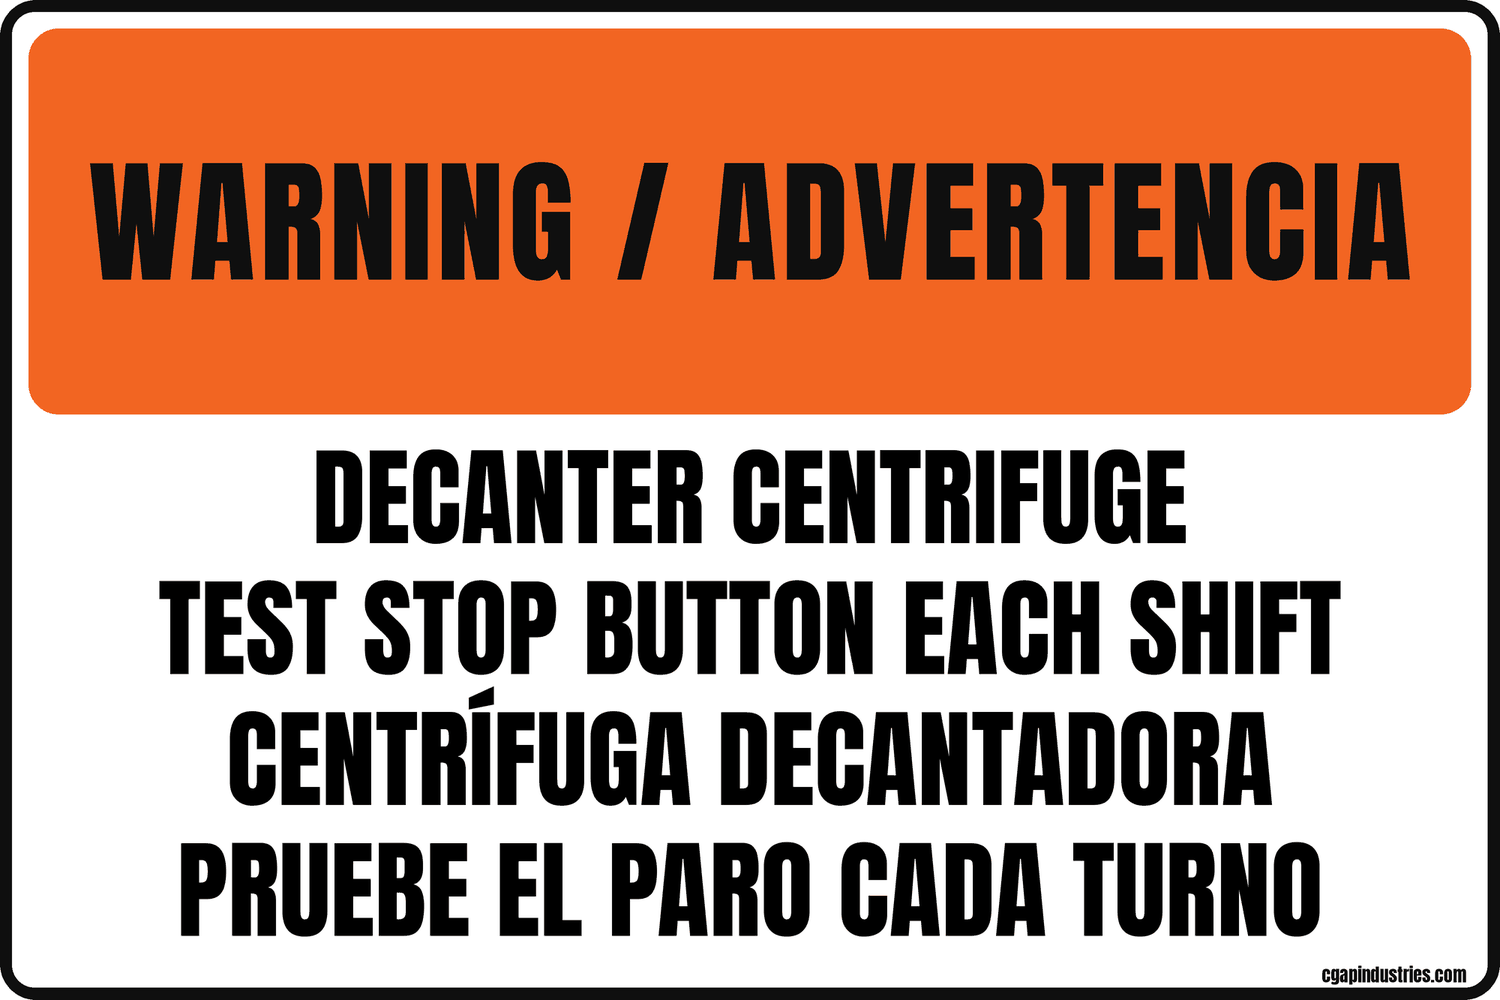 WARNING / ADVERTENCIA
DECANTER CENTRIFUGE
TEST STOP BUTTON EACH SHIFT
CENTRÍFUGA DECANTADORA
PRUEBE EL PARO CADA TURNO
cgapindustries.com